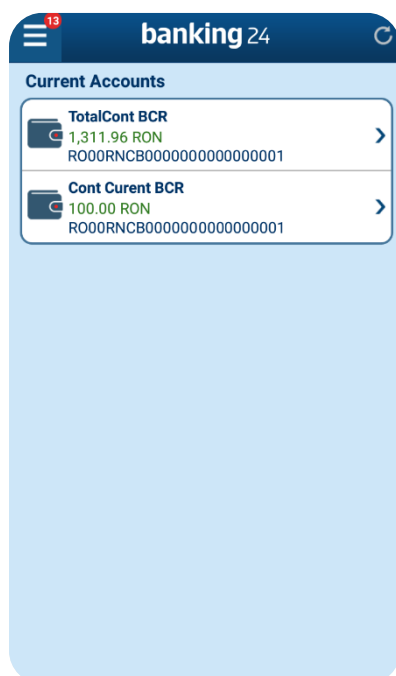 13
banking 24
Current Accounts
TotalCont BCR
1,311.96 RON
RO00RNCB0000000000000001
Cont Curent BCR
100.00 RON
RO00RNCB0000000000000001